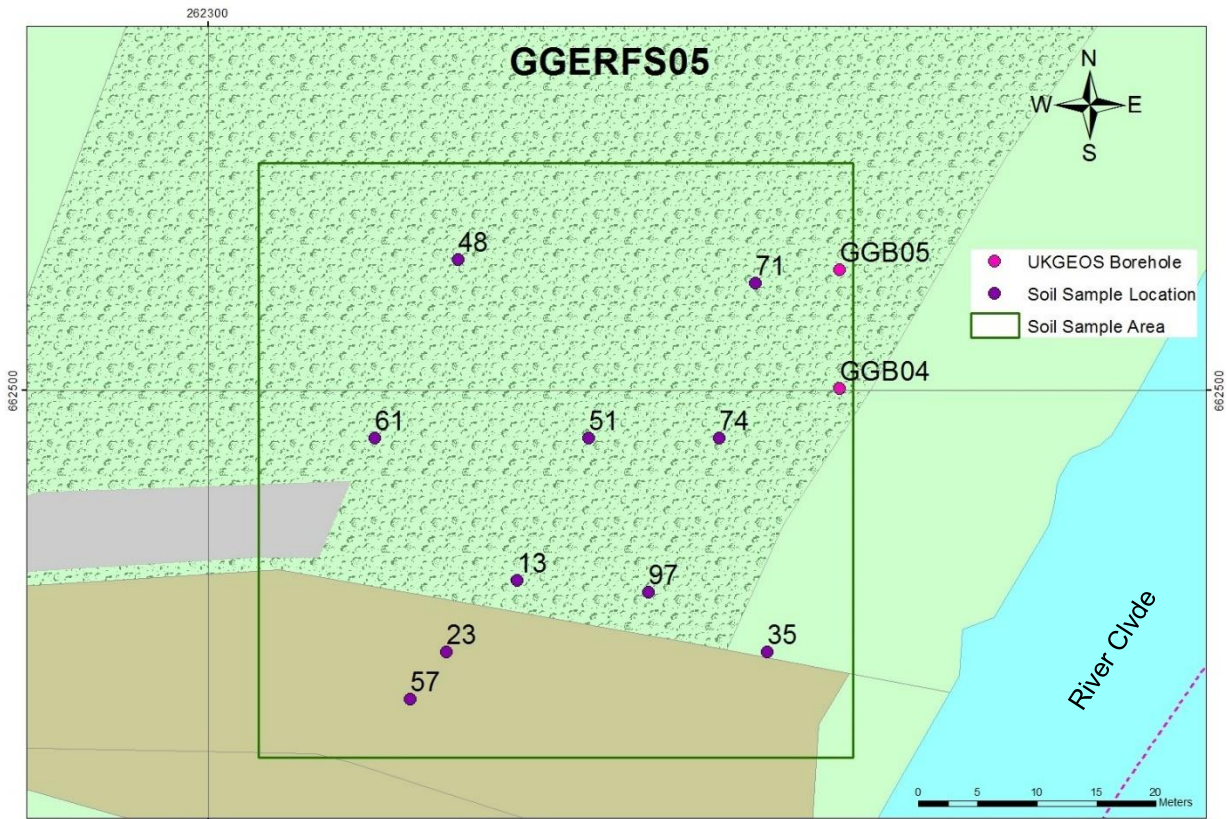 262300
GGERFS05
N
W E
S
48
GGB05
71
UKGEOS Borehole
Soil Sample Location
Soil Sample Area
GGB04
662500
662500
61
51
74
13
97
23
35
57
River Clyde
0 5 10 15 20
Meters